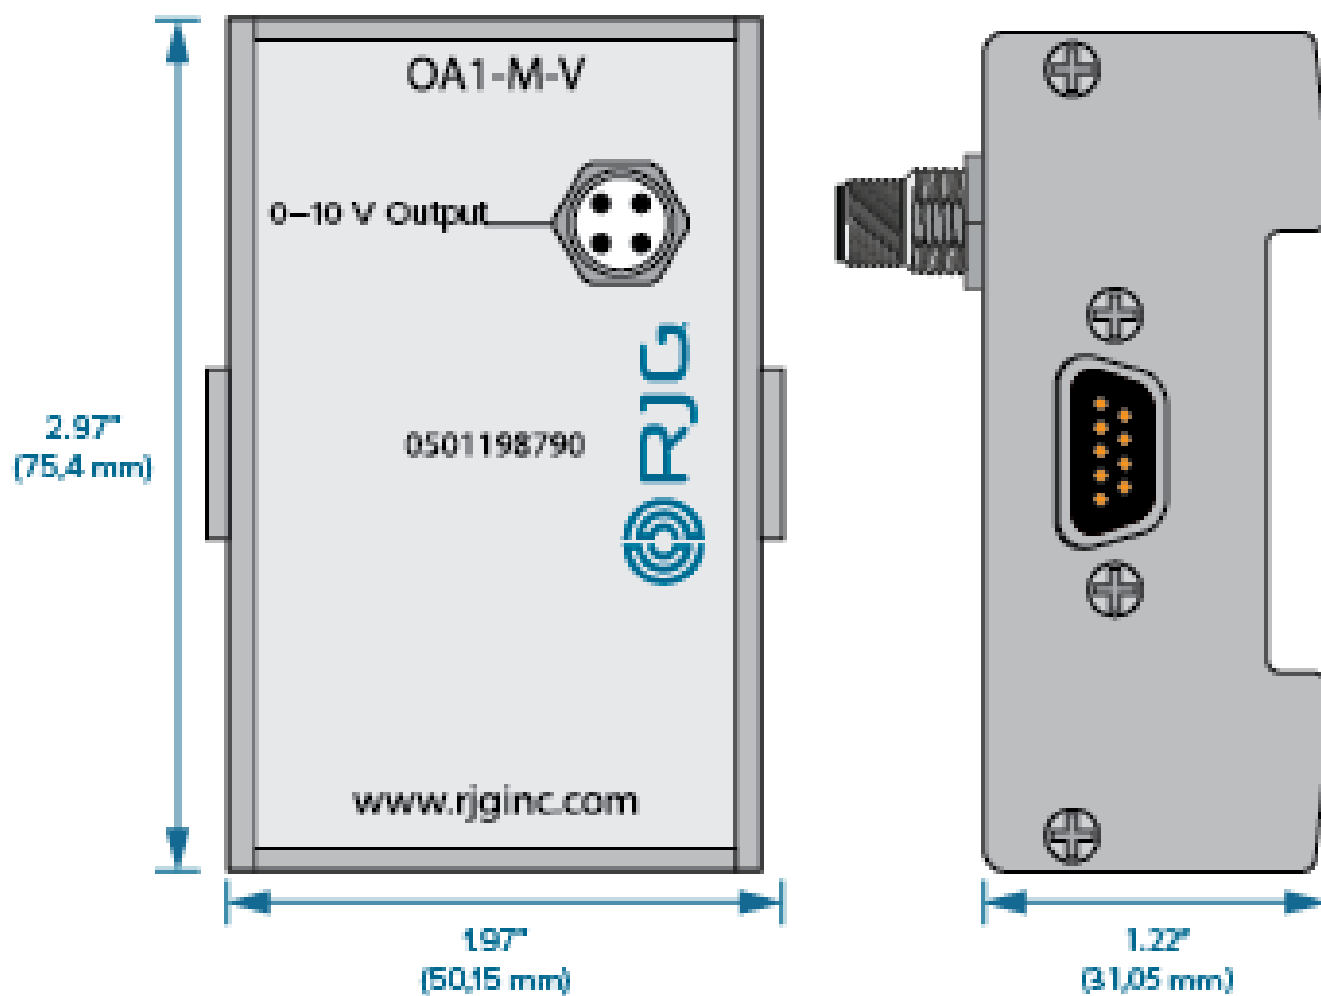 OA1-M-V
0–10 V Output
RJG
2.97"
(75,4 mm)
0501198790
www.rjginc.com
1.97"
(50,15 mm)
1.22"
(31,05 mm)